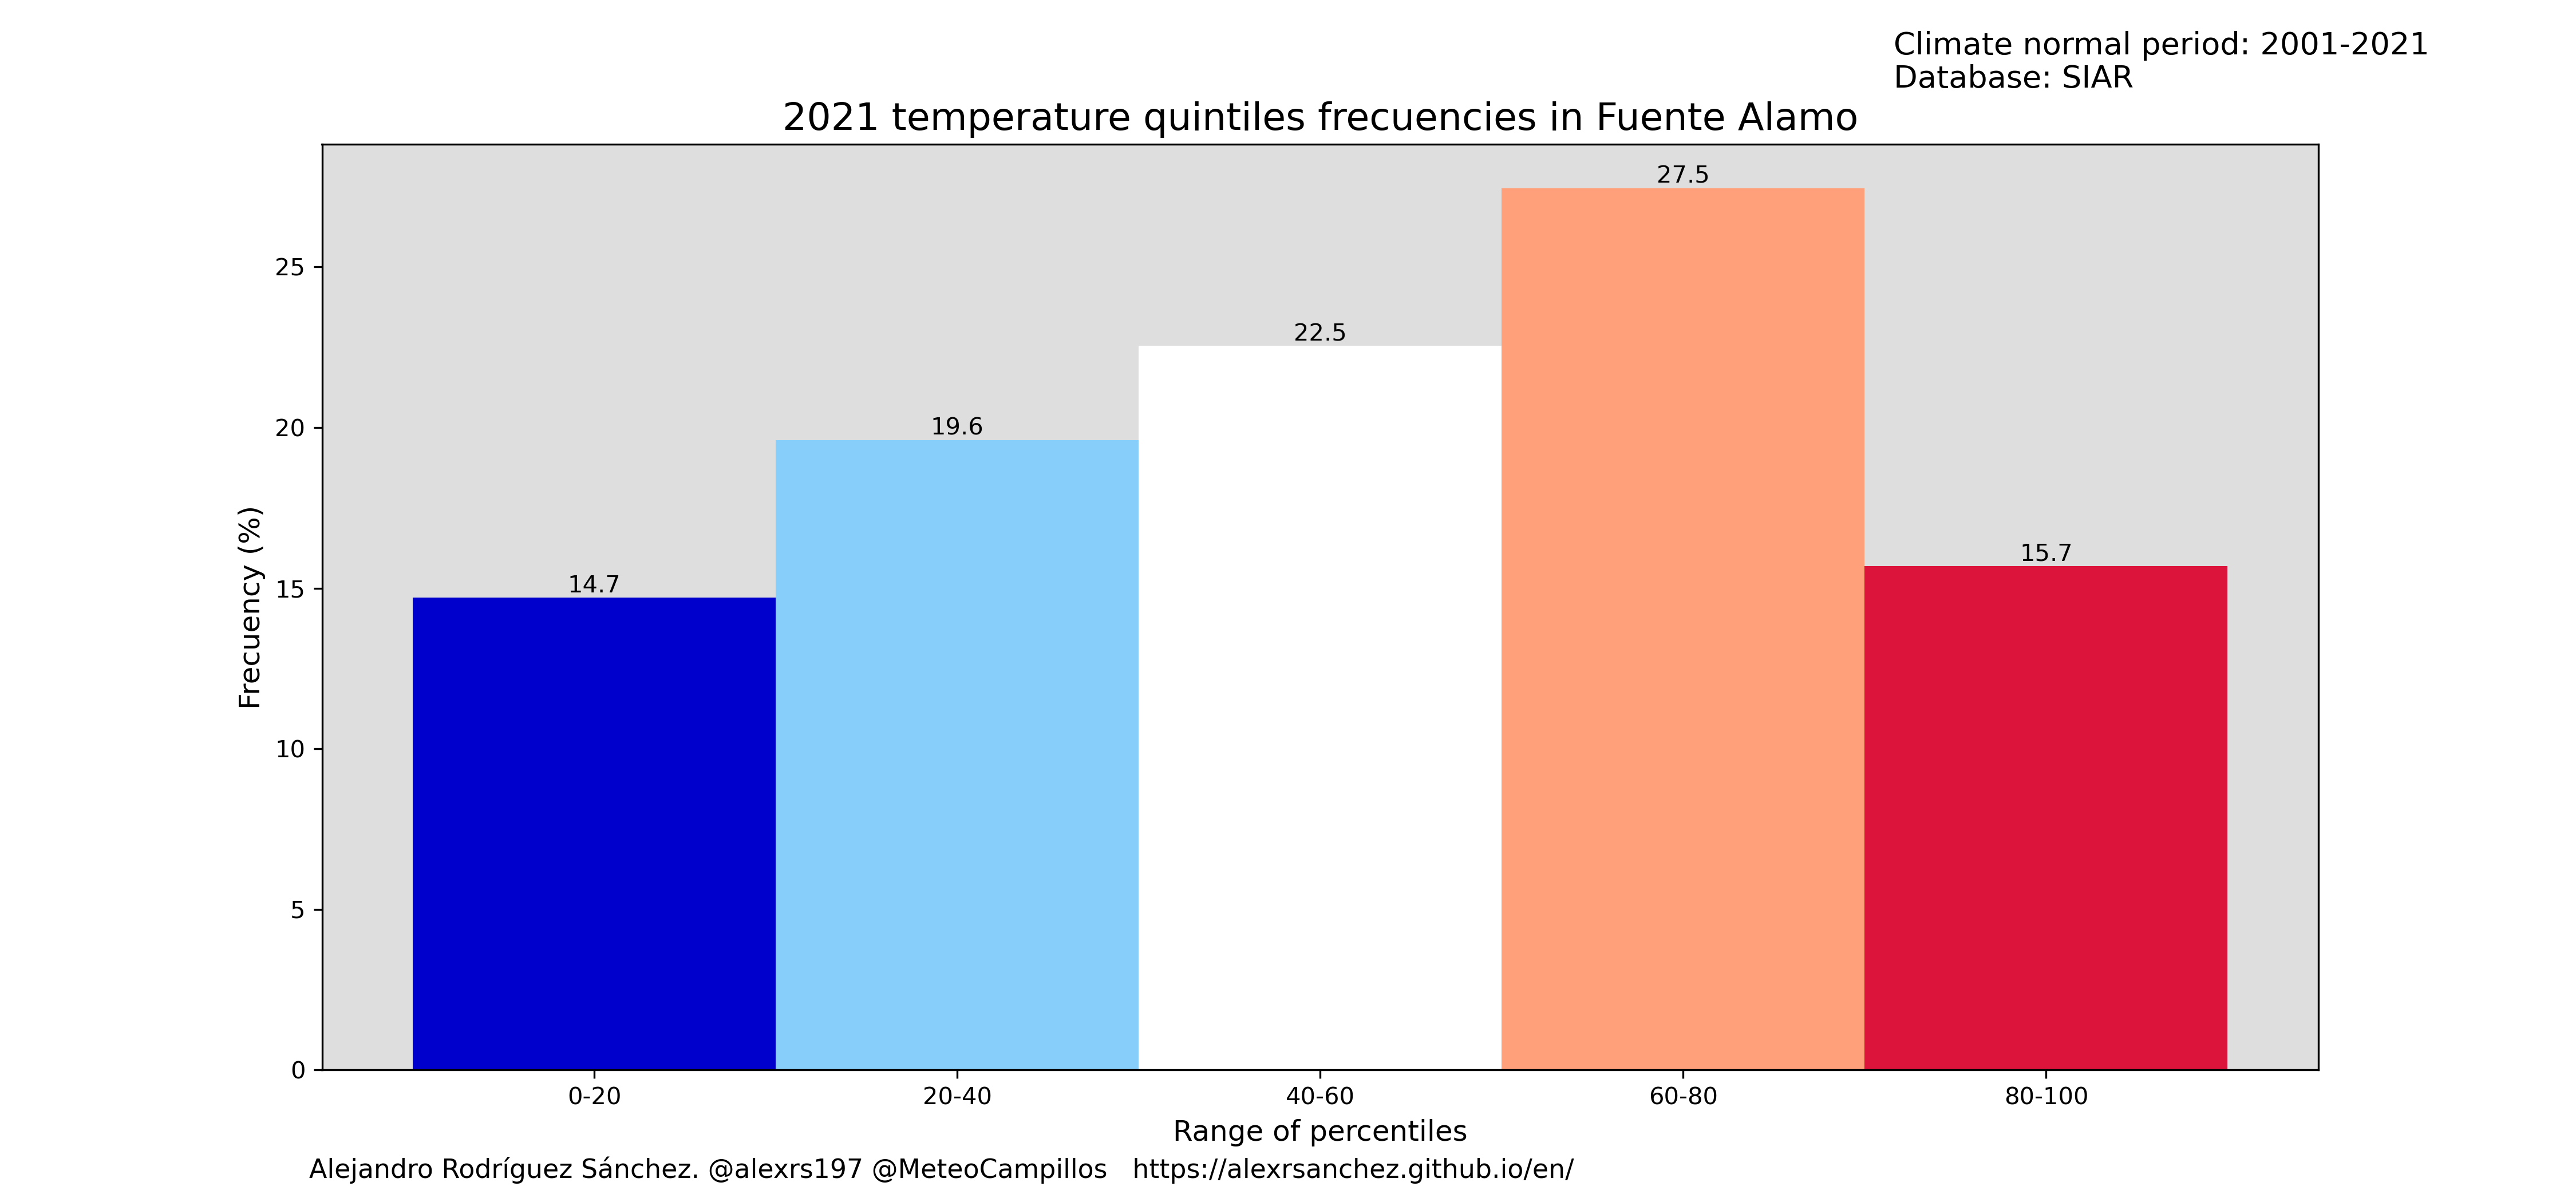 Climate normal period: 2001-2021
Database: SIAR
2021 temperature quintiles frecuencies in Fuente Alamo
27.5
25
22.5
20
19.6
15.7
15
14.7
10
5
0
Frecuency (%)
0-20 20-40 40-60 60-80 80-100
Range of percentiles
Alejandro Rodríguez Sánchez. @alexrs197 @MeteoCampillos https://alexrsanchez.github.io/en/